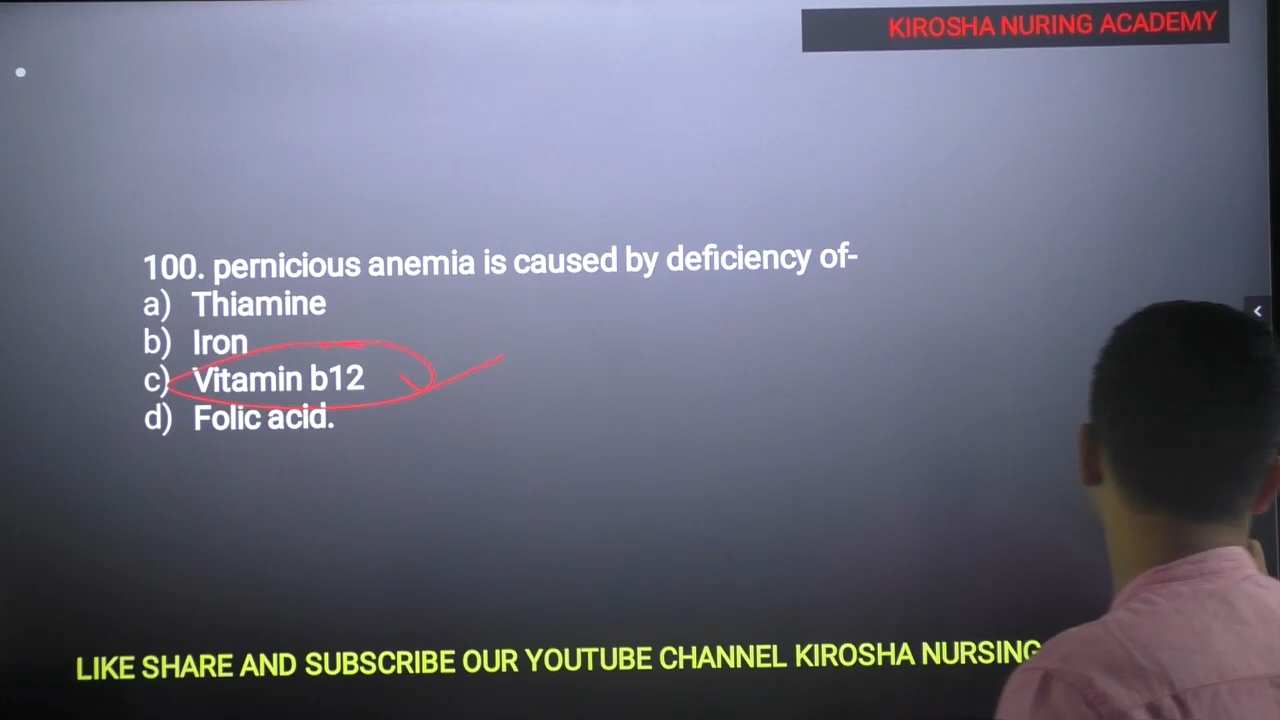 KIROSHA NURING ACADEMY
100. pernicious anemia is caused by deficiency of-
a) Thiamine
b) Iron
c) Vitamin b12
d) Folic acid.
LIKE SHARE AND SUBSCRIBE OUR YOUTUBE CHANNEL KIROSHA NURSING